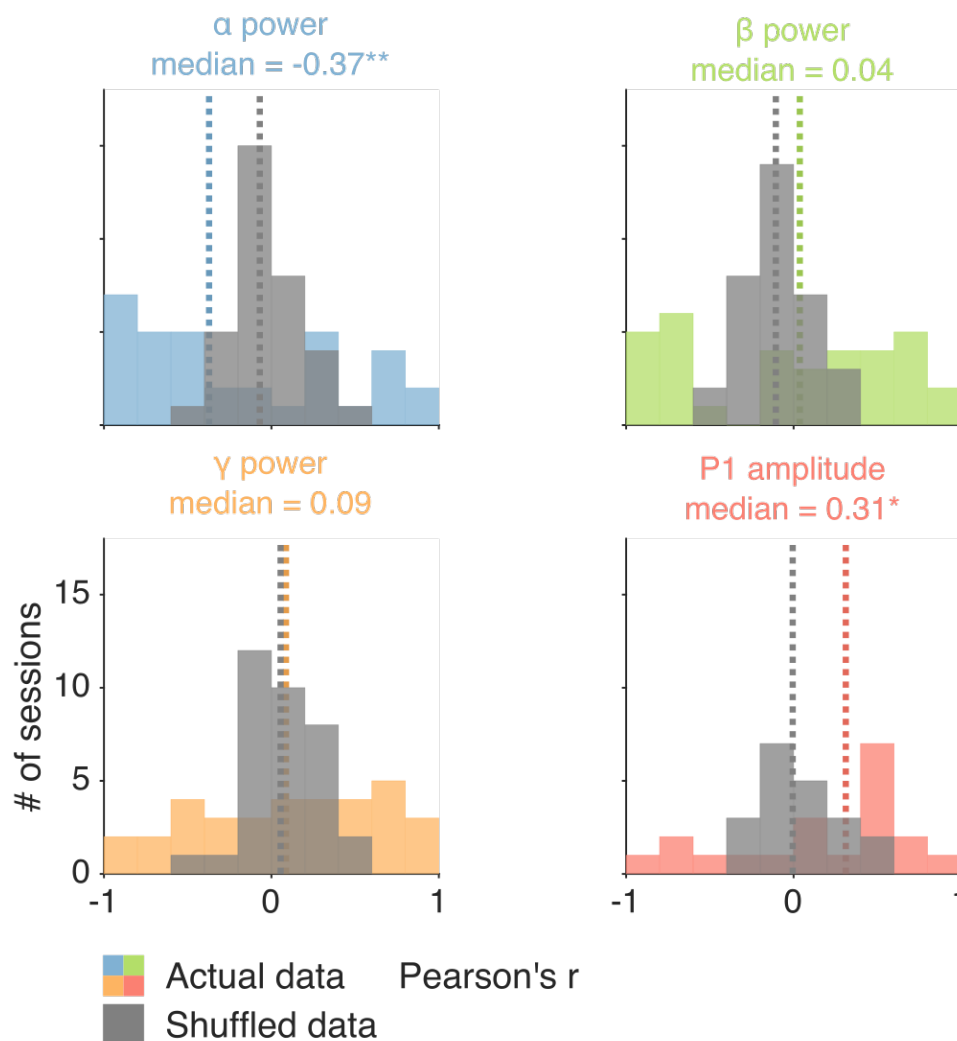 α power
median = -0.37**
β power
median = 0.04
γ power
median = 0.09
P1 amplitude
median = 0.31*
# of sessions
15
10
5
0
-1
0
1
-1
0
1
Actual data
Pearson's r
Shuffled data